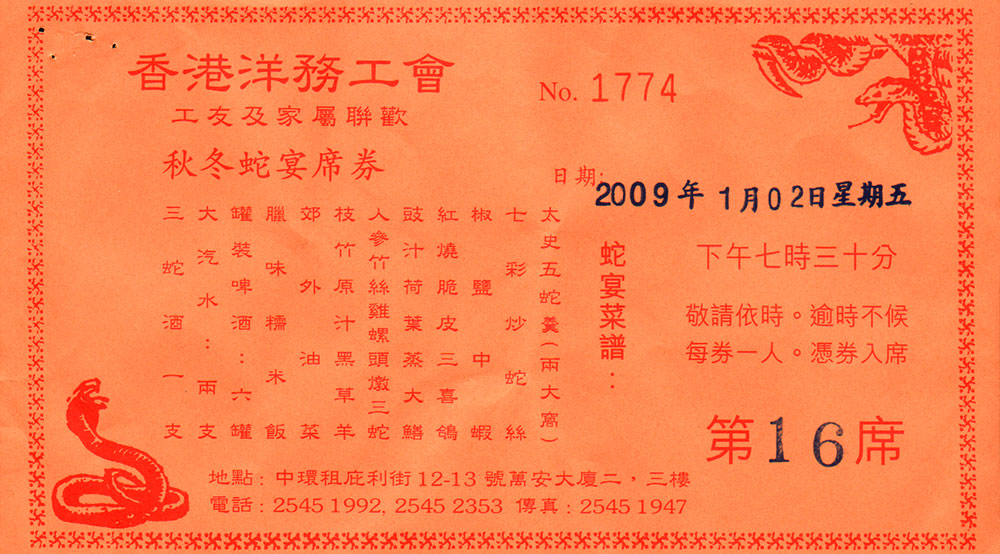 香港洋務工會
工友及家屬聯歡
秋冬蛇宴席券
No. 1774
日期: 2009年 1月02日星期五
下午七時三十分
敬請依時。逾時不候
每券一人。憑券入席
第16席
蛇宴菜譜：
太史五蛇羹(兩大窩)
七彩炒蛇絲
椒鹽中蝦
紅燒脆皮三喜鴿
豉汁荷葉蒸大鱔
人參竹絲雞螺頭燉三蛇
枝竹原汁黑草羊
郊外油菜
臘味糯米飯
罐裝啤酒：六罐
大汽水：兩支
三蛇酒一支
地點：中環租庇利街12-13 號萬安大廈二，三樓
電話：2545 1992, 2545 2353 傳真：2545 1947